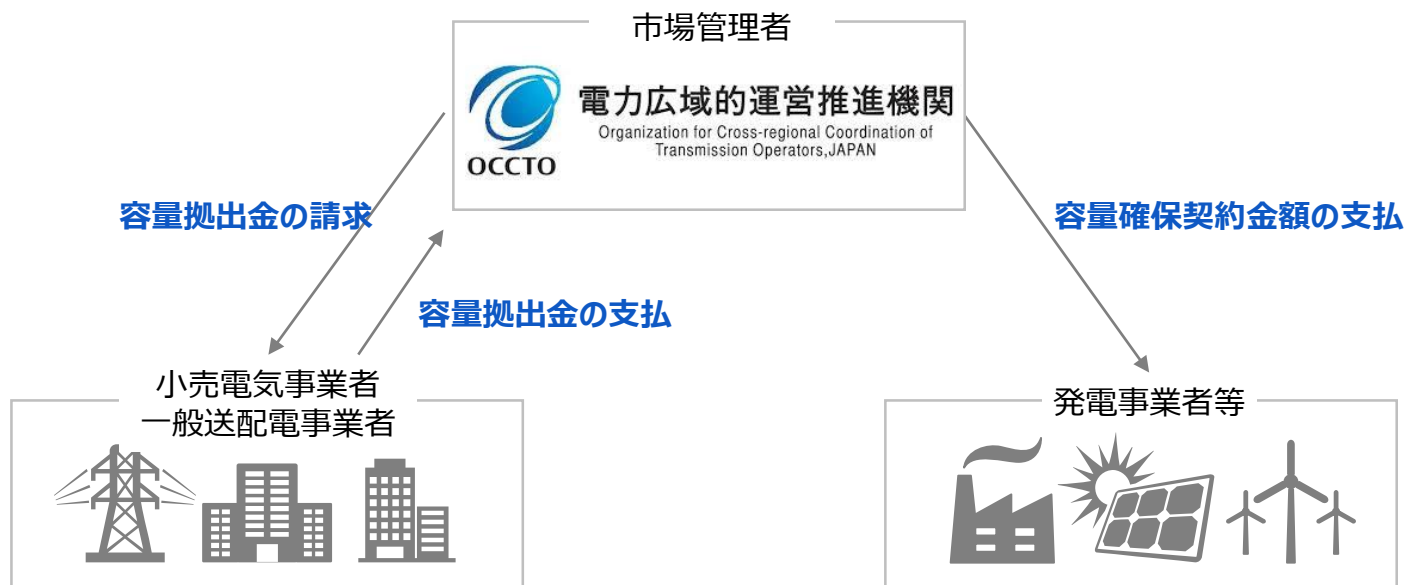 市場管理者
電力広域的運営推進機関
Organization for Cross-regional Coordination of
Transmission Operators,JAPAN
OCCTO
容量拠出金の請求
容量確保契約金額の支払
容量拠出金の支払
小売電気事業者
一般送配電事業者
発電事業者等